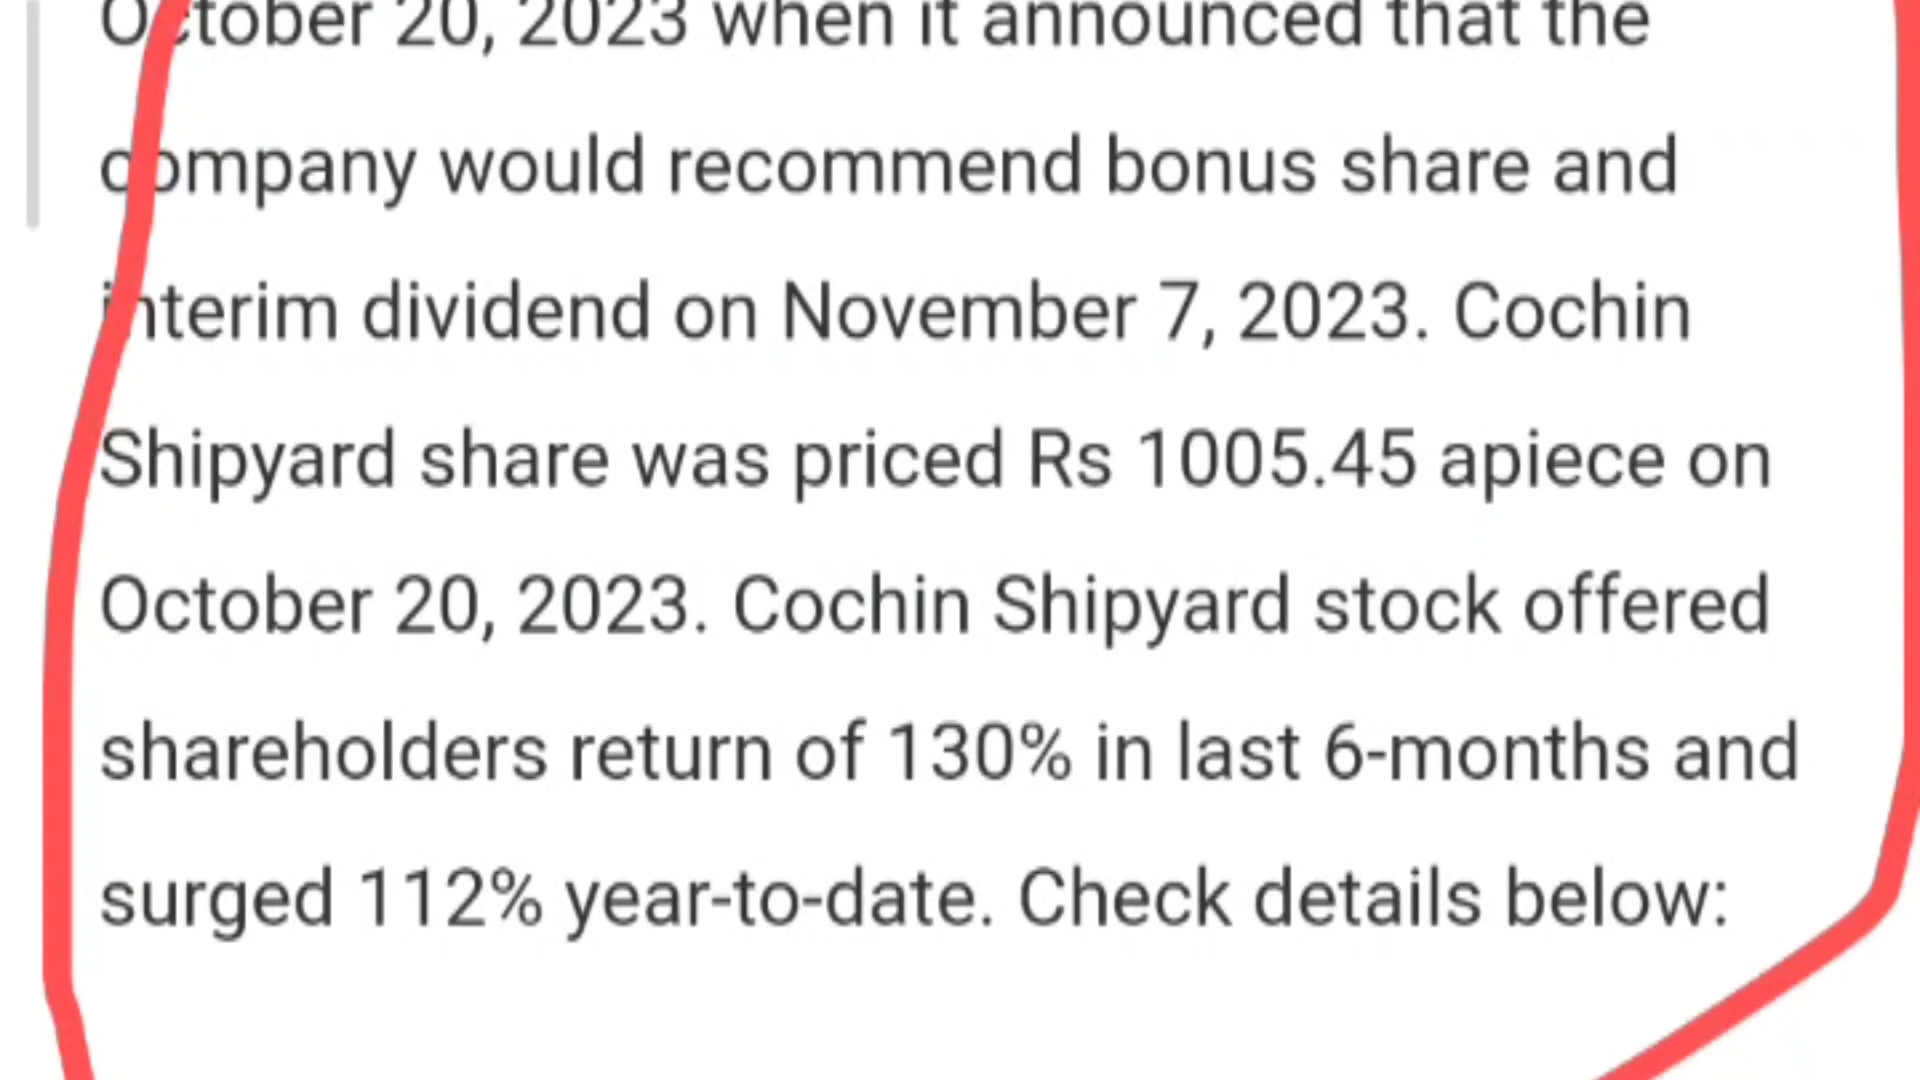 October 20, 2023 when it announced that the
company would recommend bonus share and
interim dividend on November 7, 2023. Cochin
Shipyard share was priced Rs 1005.45 apiece on
October 20, 2023. Cochin Shipyard stock offered
shareholders return of 130% in last 6-months and
surged 112% year-to-date. Check details below: